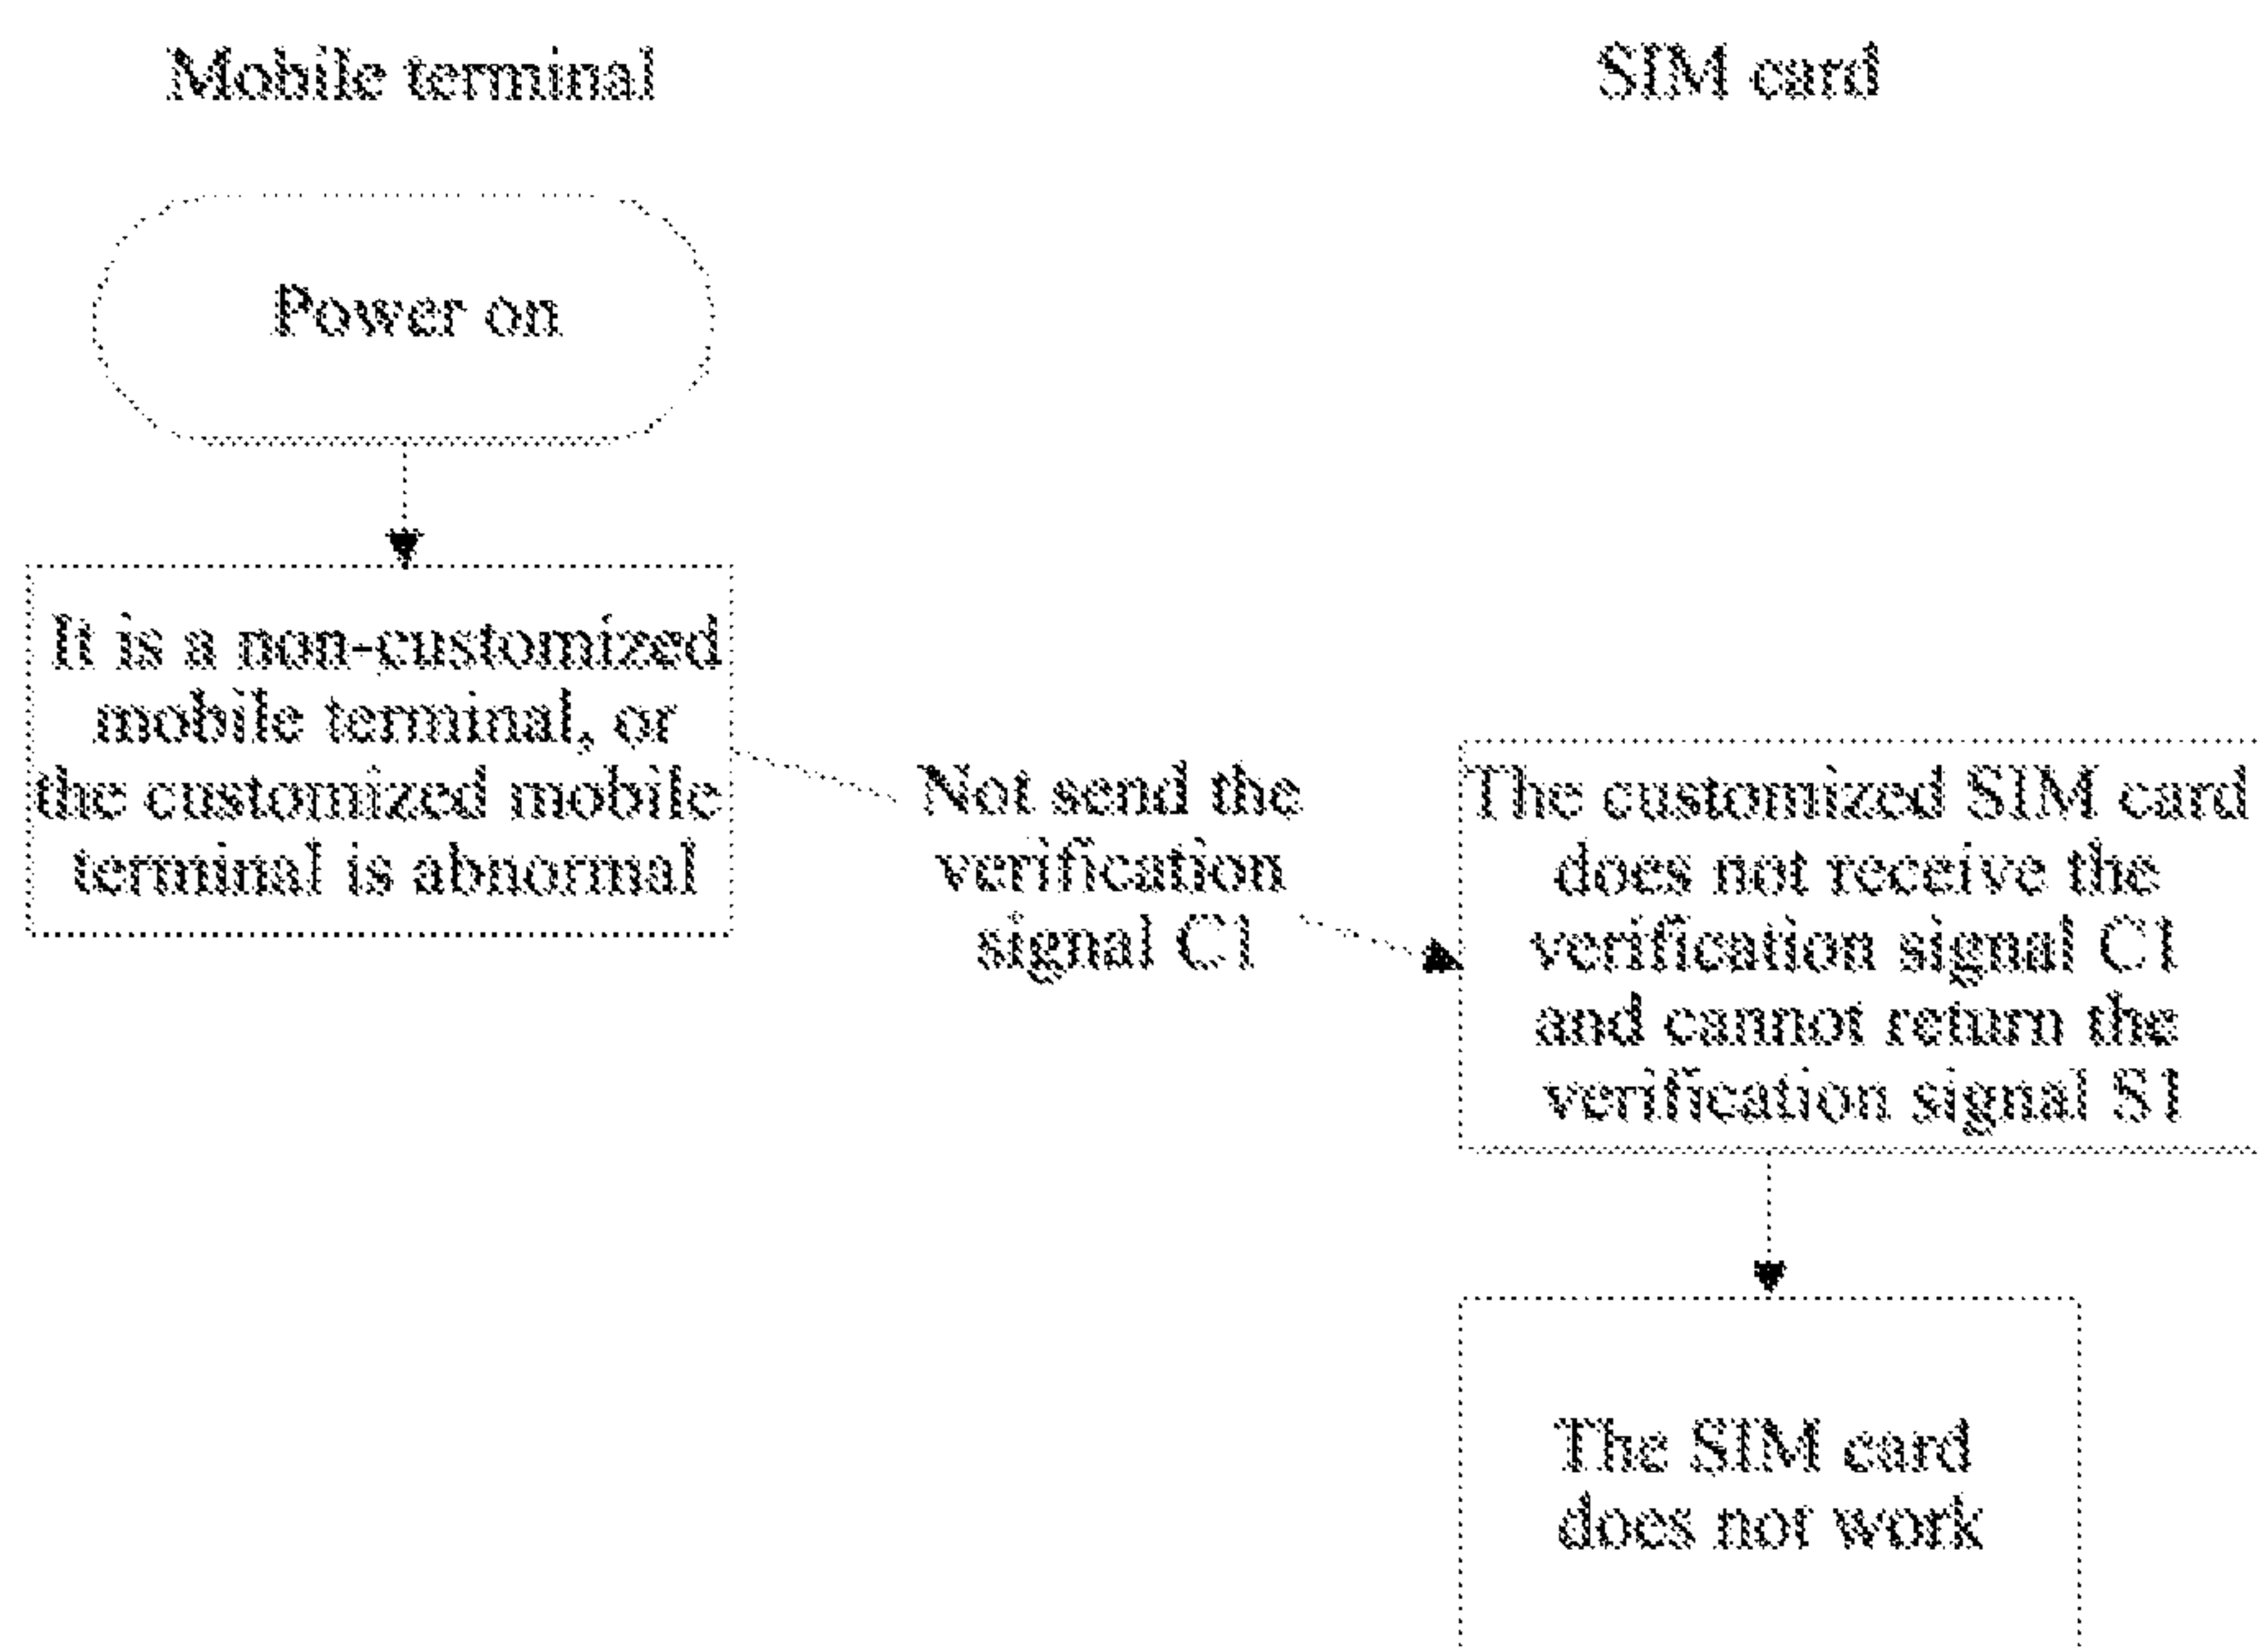 Mobile terminal
SIM card
Power on
It is a non-customized
mobile terminal, or
the customized mobile
terminal is abnormal
Not send the
verification
signal C1
The customized SIM card
does not receive the
verification signal C1
and cannot return the
verification signal S1
The SIM card
does not work